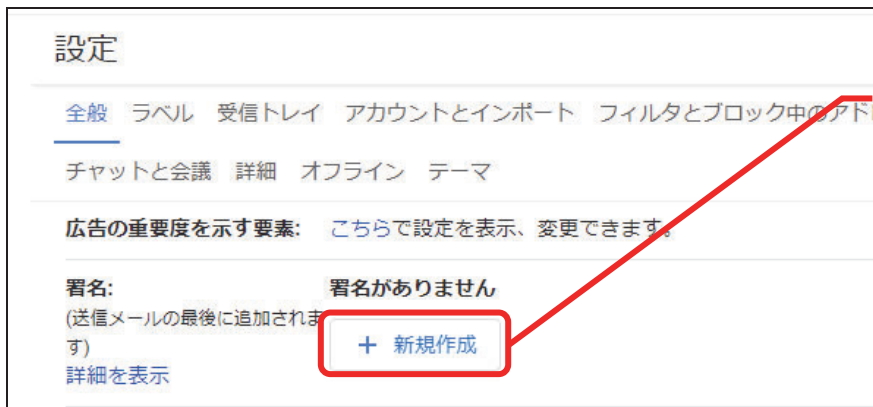 設定
全般 ラベル 受信トレイ アカウントとインポート フィルタとブロック中のアド
チャットと会議 詳細 オフライン テーマ
広告の重要度を示す要素: こちらで設定を表示、変更できます。
署名: 署名がありません
(送信メールの最後に追加されま
す)
+ 新規作成
詳細を表示